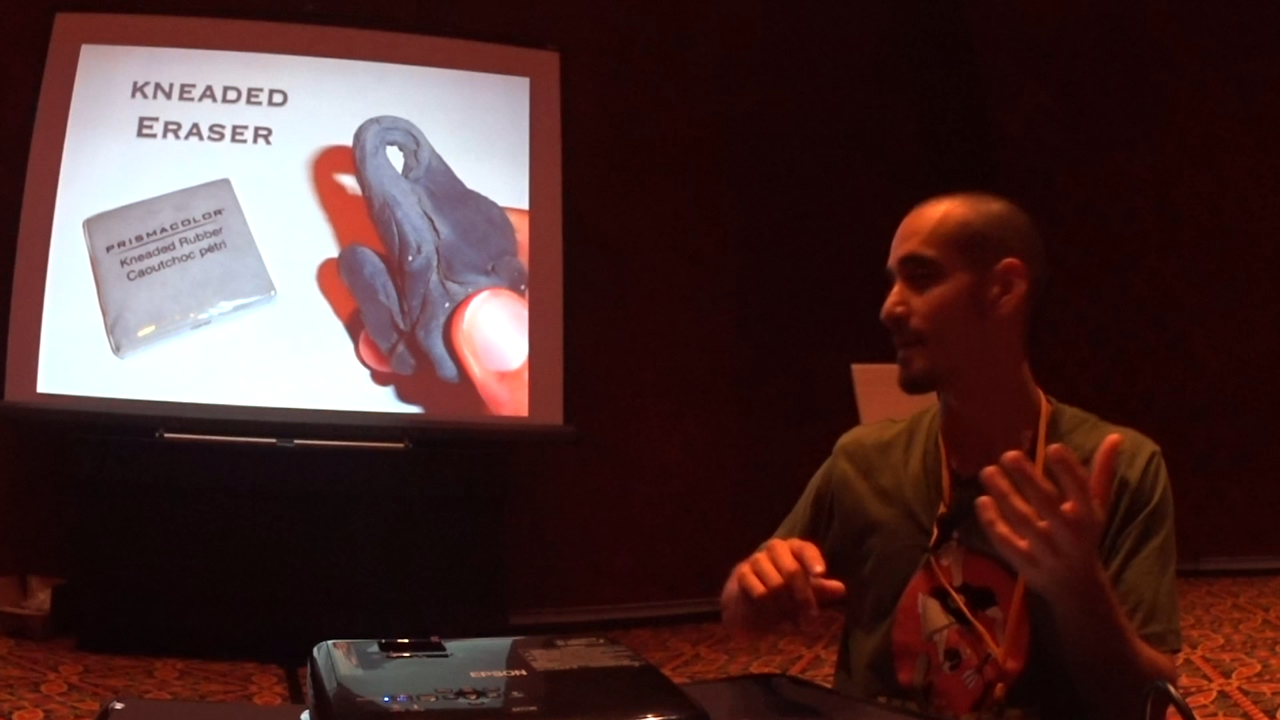 KNEADED
ERASER
PRISMACOLOR
Kneaded Rubber
Caoutchoc pétri
EPSON